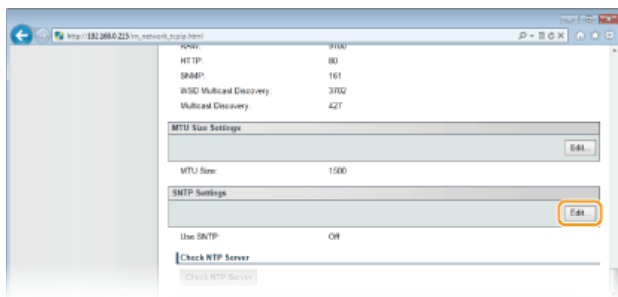 http://192.168.0.215/m_network_tcpip.html
RAW: 9100
HTTP: 80
SNMP: 161
WSD Multicast Discovery: 3702
Multicast Discovery: 427
MTU Size Settings
Edit...
MTU Size: 1500
SNTP Settings
Edit...
Use SNTP: Off
Check NTP Server
Check NTP Server